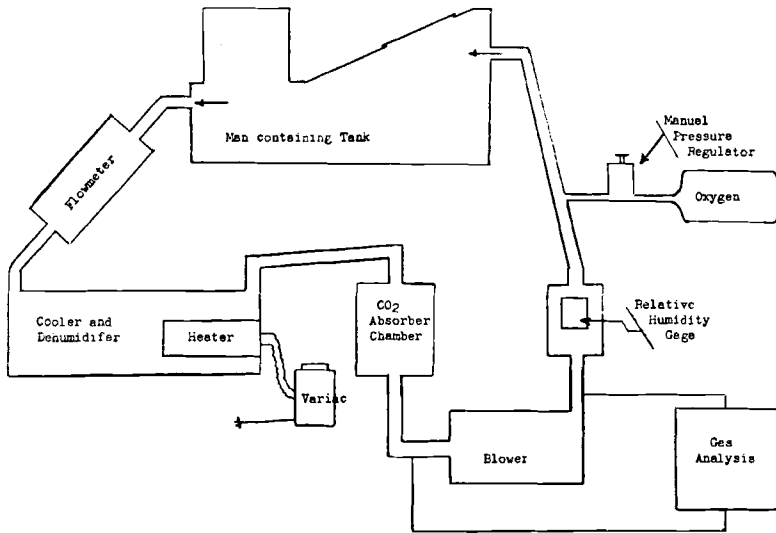 Man containing Tank
Flowmeter
Manuel
Pressure
Regulator
Oxygen
Relative
Humidity
Gege
Cooler and
Dehumidifer
Heater
CO2
Absorber
Chamber
Variac
Blower
Ges
Analysis